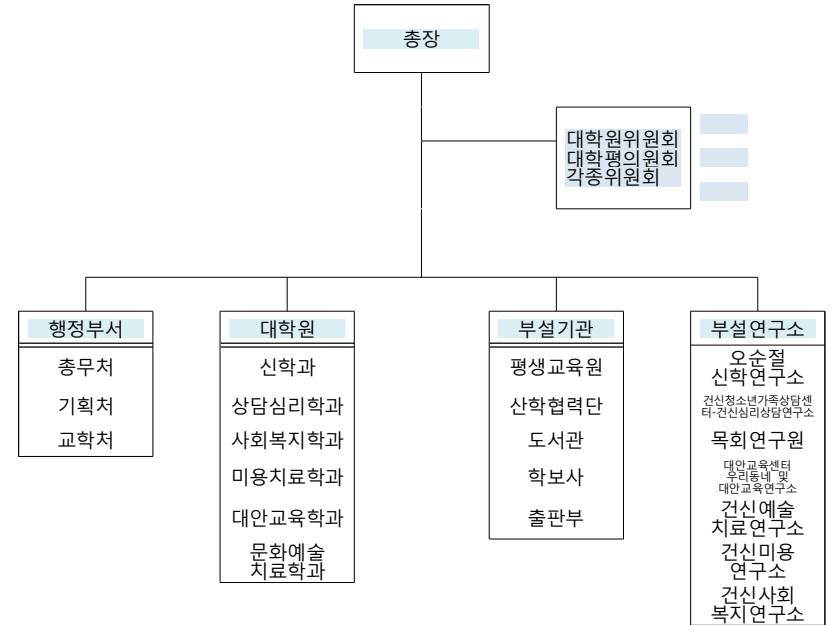 총장
대학원위원회
대학평의원회
각종위원회
행정부서
총무처
기획처
교학처
대학원
신학과
상담심리학과
사회복지학과
미용치료학과
대안교육학과
문화예술
치료학과
부설기관
평생교육원
산학협력단
도서관
학보사
출판부
부설연구소
오순절
신학연구소
건신청소년가족상담센
터-건신심리상담연구소
목회연구원
대안교육센터
우리동네 및
대안교육연구소
건신예술
치료연구소
건신미용
연구소
건신사회
복지연구소